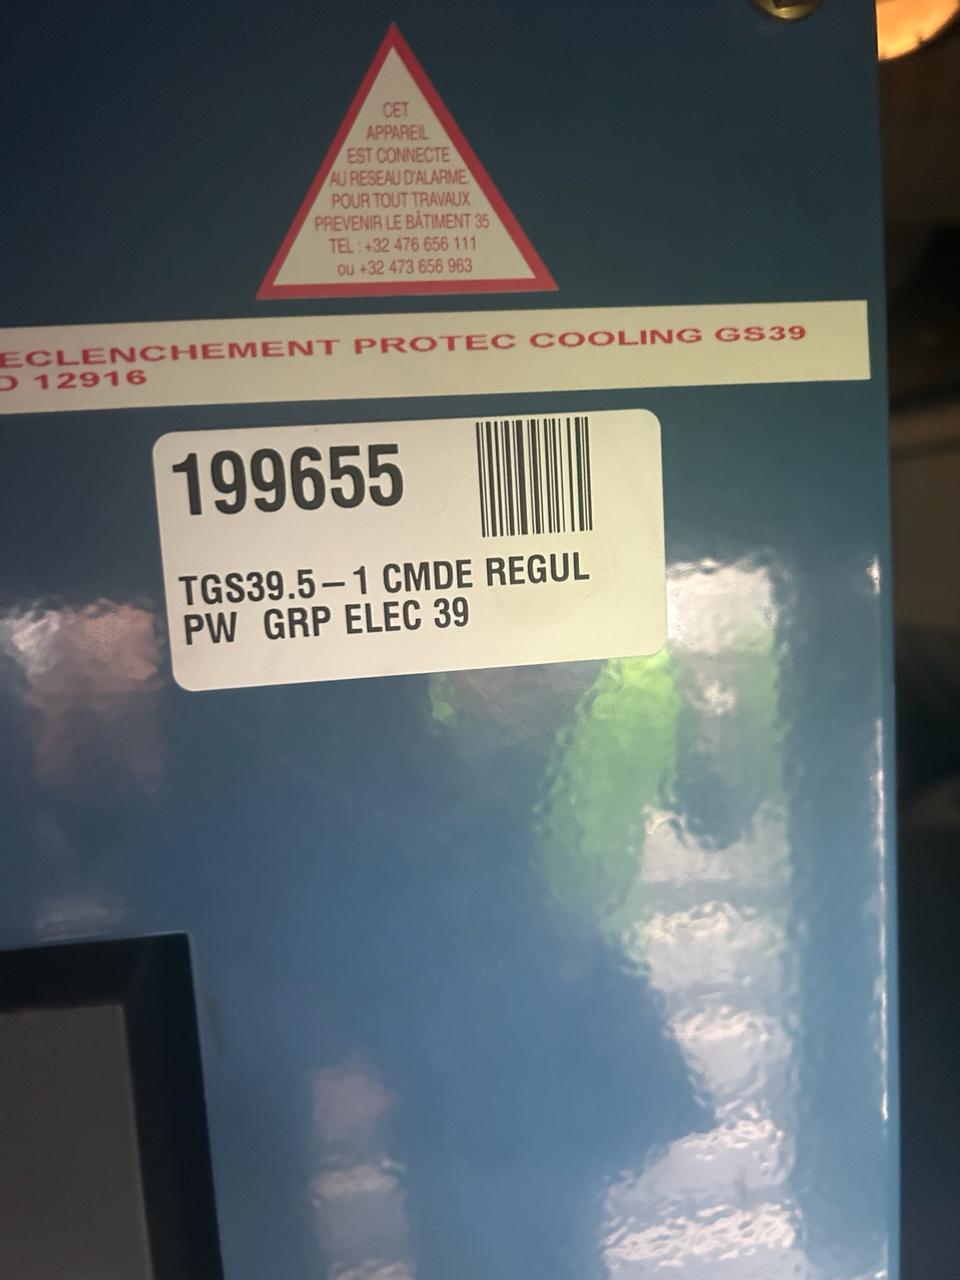 CET
APPAREIL
EST CONNECTE
AU RESEAU D'ALARME.
POUR TOUT TRAVAUX
PREVENIR LE BÂTIMENT 35
TEL : +32 476 656 111
ou +32 473 656 963
ECLENCHEMENT PROTEC COOLING GS39
D 12916
199655
TGS39.5-1 CMDE REGUL
PW GRP ELEC 39